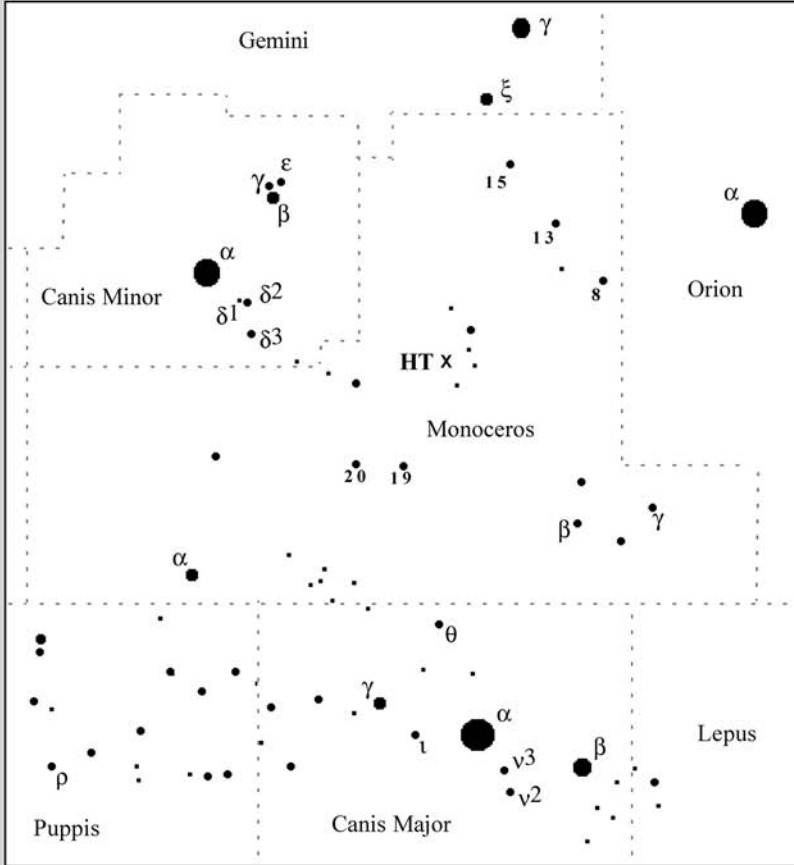 Gemini
γ
ξ
ε
γ
β
15
α
13
α
Canis Minor
δ2
δ1
8
Orion
δ3
HT x
Monoceros
20
19
β
γ
α
θ
γ
α
ι
ν3
β
Lepus
ρ
ν2
Puppis
Canis Major